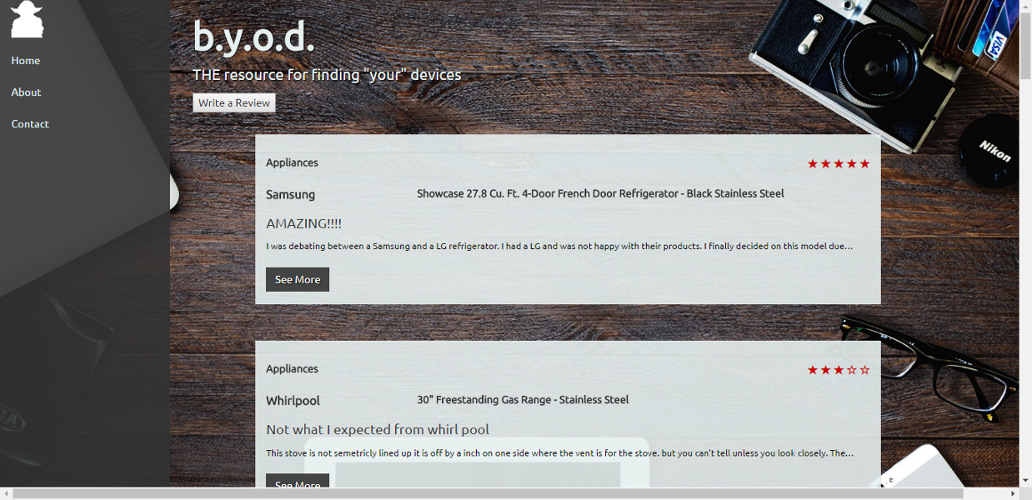 b.y.o.d.
THE resource for finding "your" devices
Write a Review
Home
About
Contact
VISA
Nikon
Appliances
Samsung Showcase 27.8 Cu. Ft. 4-Door French Door Refrigerator - Black Stainless Steel
AMAZING!!!!
I was debating between a Samsung and a LG refrigerator. I had a LG and was not happy with their products. I finally decided on this model due...
See More
Appliances
Whirlpool 30" Freestanding Gas Range - Stainless Steel
Not what I expected from whirl pool
This stove is not semetricly lined up it is off by a inch on one side where the vent is for the stove. but you can't tell unless you look closely. The...
See More